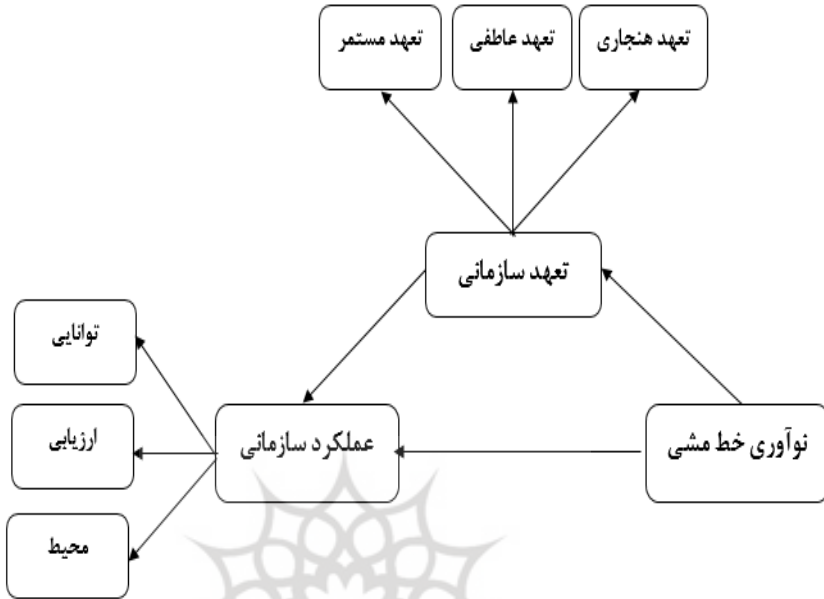 تعهد هنجاری
تعهد عاطفی
تعهد مستمر
تعهد سازمانی
توانایی
نوآوری خط مشی
عملکرد سازمانی
ارزیابی
محیط